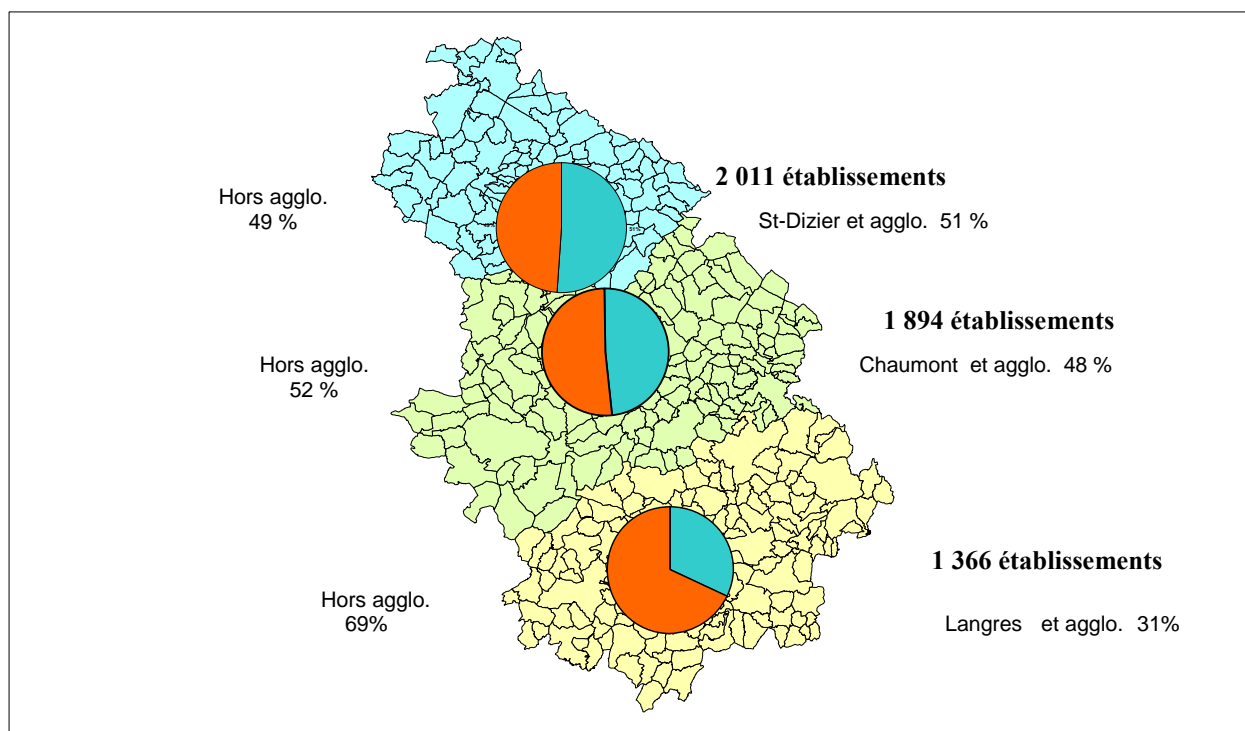 2 011 établissements
Hors agglo.
49 %
St-Dizier et agglo. 51 %
51%
1 894 établissements
Hors agglo.
52 %
Chaumont et agglo. 48 %
1 366 établissements
Hors agglo.
69%
Langres et agglo. 31%